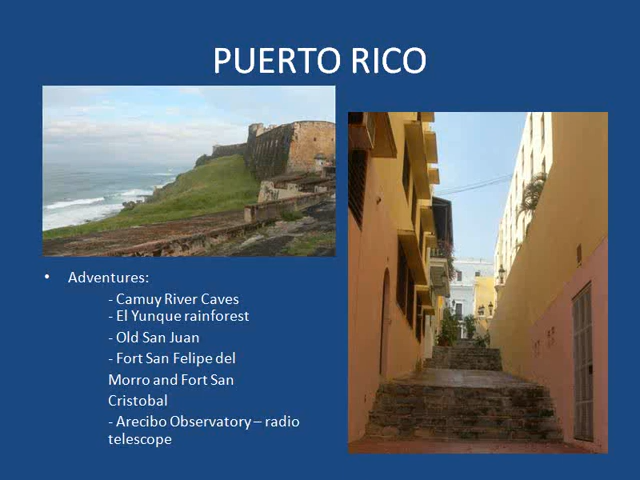 PUERTO RICO
• Adventures:
- Camuy River Caves
- El Yunque rainforest
- Old San Juan
- Fort San Felipe del
Morro and Fort San
Cristobal
- Arecibo Observatory – radio
telescope